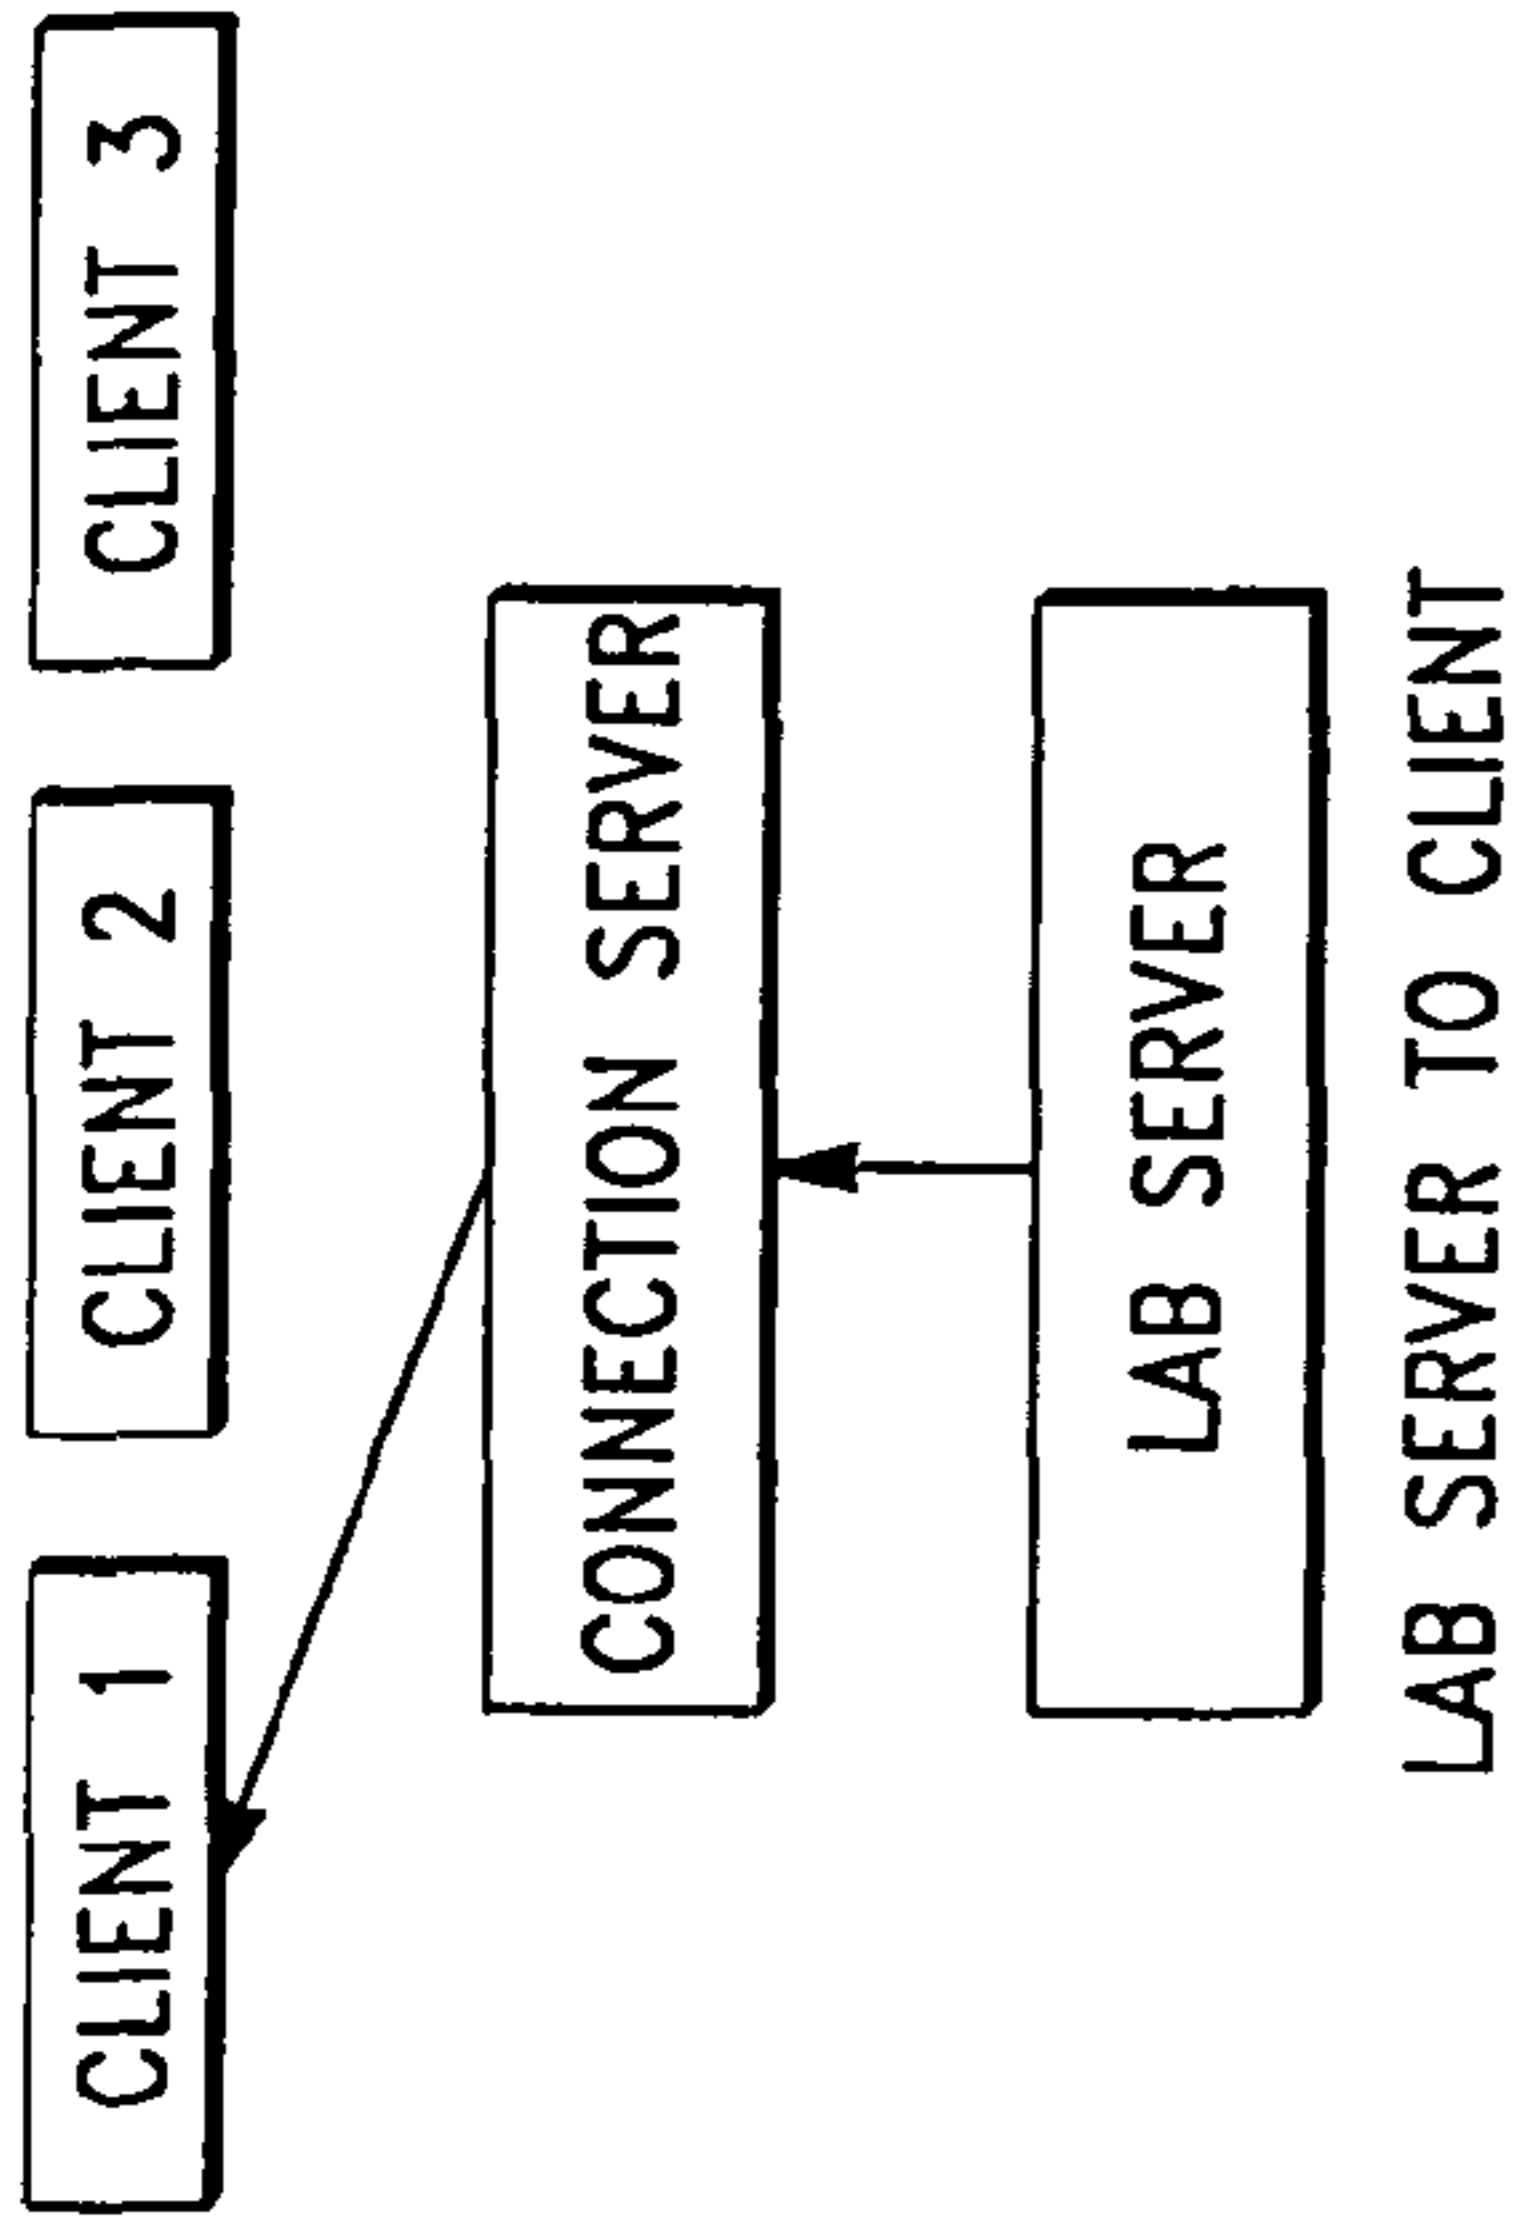 CLIENT 1
CLIENT 2
CLIENT 3
CONNECTION SERVER
LAB SERVER
LAB SERVER TO CLIENT